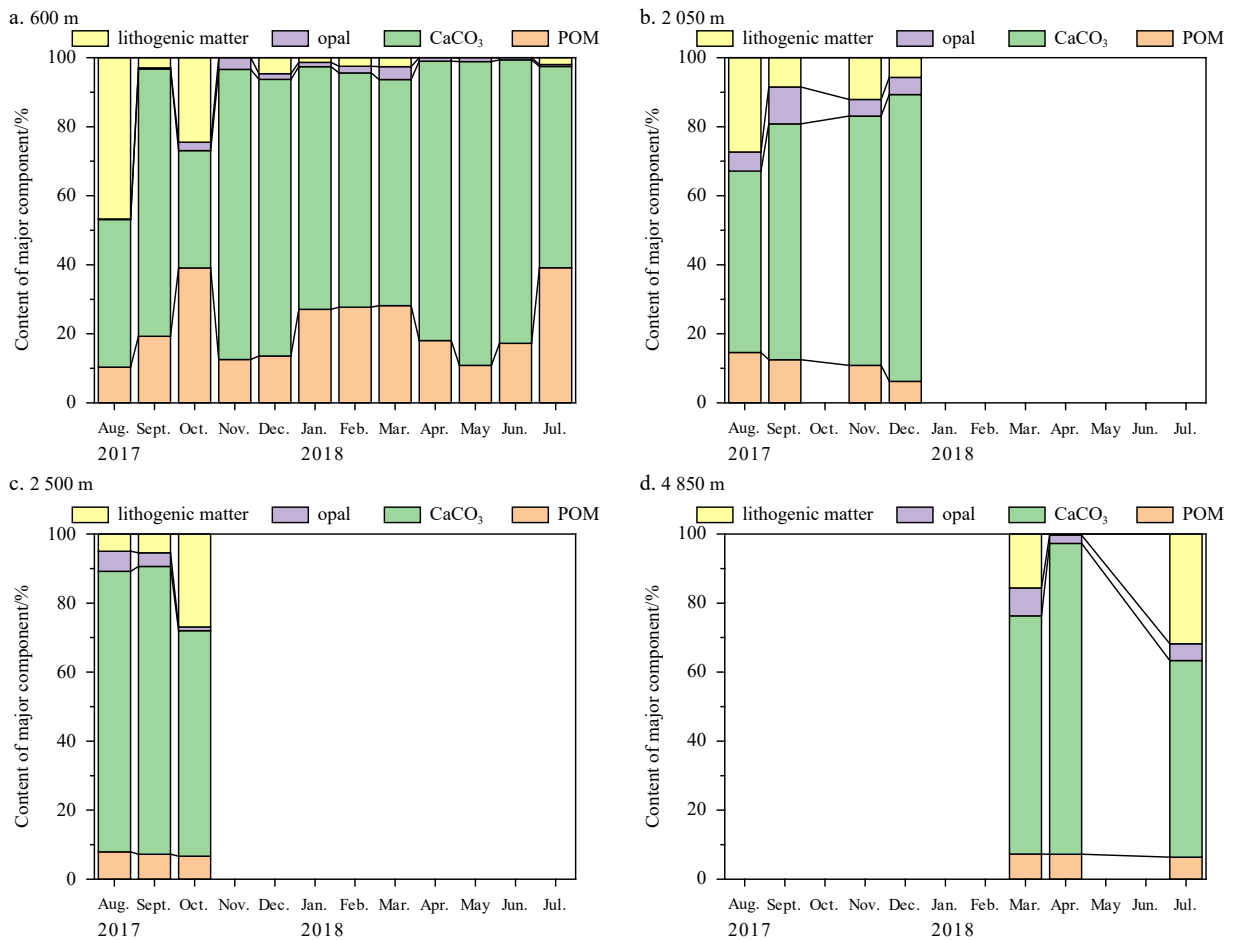 a. 600 m
lithogenic matter opal CaCO₃ POM
Content of major component/%
100
80
60
40
20
0
Aug. Sept. Oct. Nov. Dec. Jan. Feb. Mar. Apr. May Jun. Jul.
2017 2018
b. 2 050 m
lithogenic matter opal CaCO₃ POM
Content of major component/%
100
80
60
40
20
0
Aug. Sept. Oct. Nov. Dec. Jan. Feb. Mar. Apr. May Jun. Jul.
2017 2018
c. 2 500 m
lithogenic matter opal CaCO₃ POM
Content of major component/%
100
80
60
40
20
0
Aug. Sept. Oct. Nov. Dec. Jan. Feb. Mar. Apr. May Jun. Jul.
2017 2018
d. 4 850 m
lithogenic matter opal CaCO₃ POM
Content of major component/%
100
80
60
40
20
0
Aug. Sept. Oct. Nov. Dec. Jan. Feb. Mar. Apr. May Jun. Jul.
2017 2018